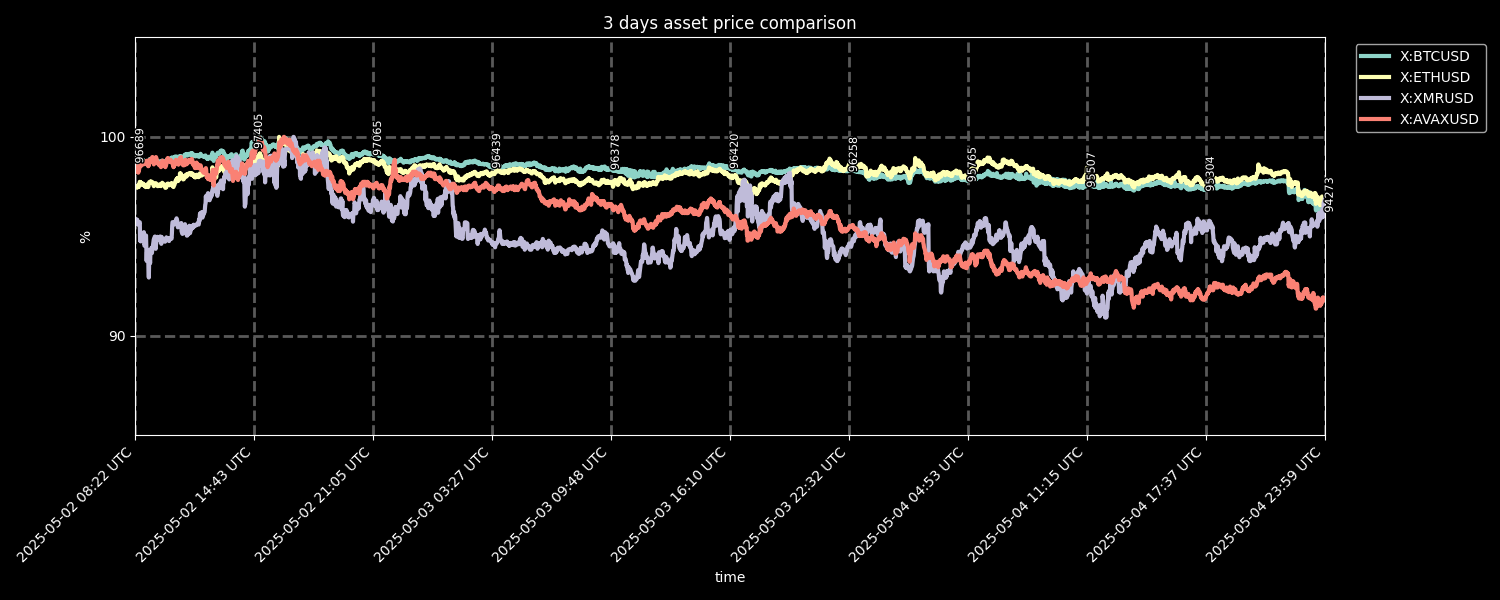 3 days asset price comparison
X:BTCUSD
X:ETHUSD
X:XMRUSD
X:AVAXUSD
100
90
%
96689
97405
97065
96439
96378
96420
96258
95765
95507
95304
94273
2025-05-02 08:22 UTC
2025-05-02 14:43 UTC
2025-05-02 21:05 UTC
2025-05-03 03:27 UTC
2025-05-03 09:48 UTC
2025-05-03 16:10 UTC
2025-05-03 22:32 UTC
2025-05-04 04:53 UTC
2025-05-04 11:15 UTC
2025-05-04 17:37 UTC
2025-05-04 23:59 UTC
time